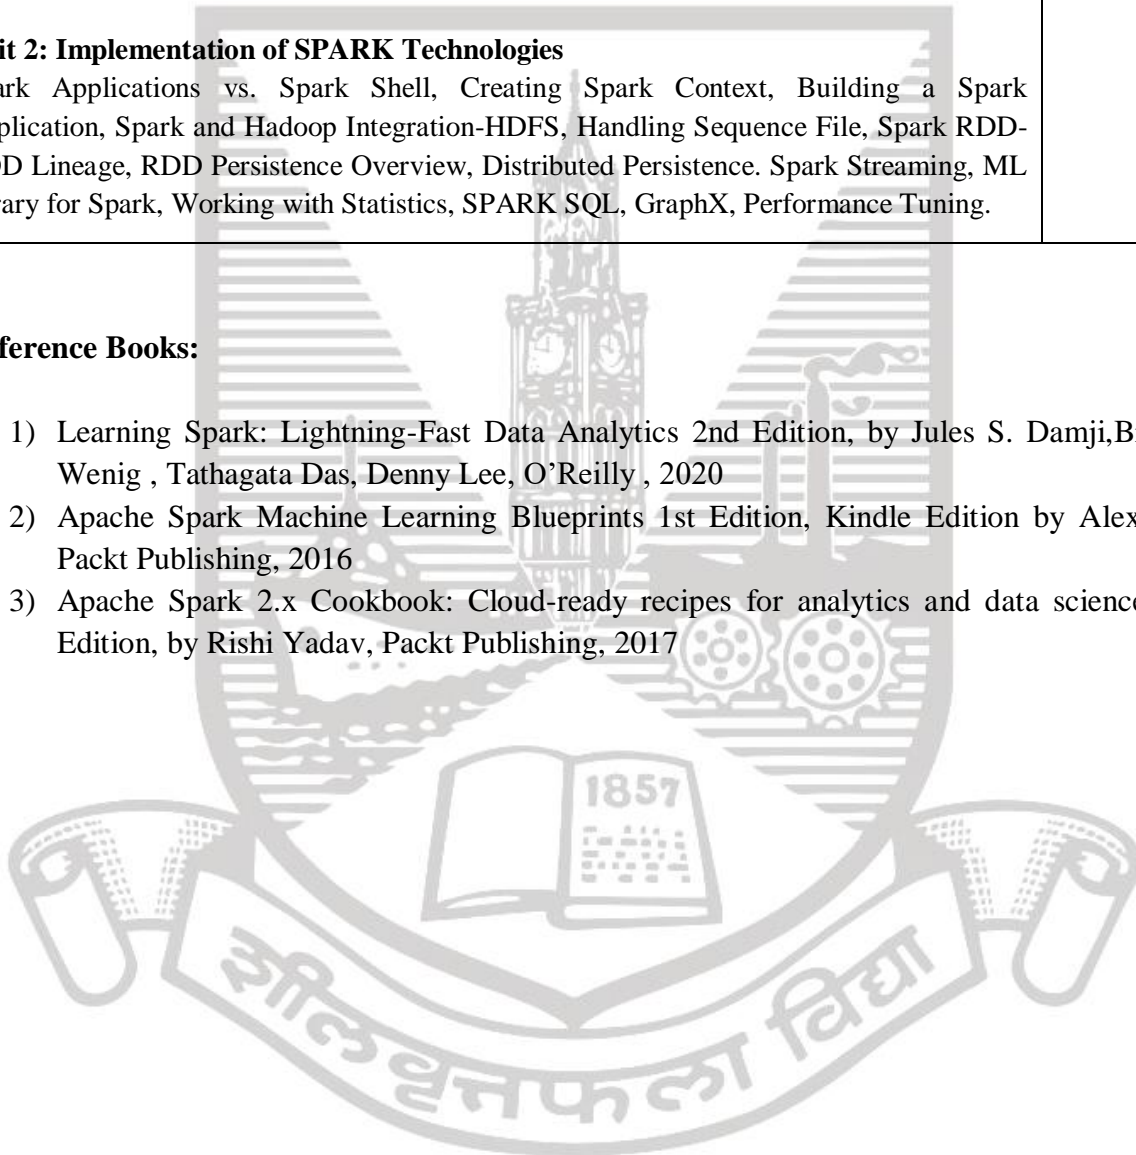 it 2: Implementation of SPARK Technologies
ark Applications vs. Spark Shell, Creating Spark Context, Building a Spark
plication, Spark and Hadoop Integration-HDFS, Handling Sequence File, Spark RDD-
DD Lineage, RDD Persistence Overview, Distributed Persistence. Spark Streaming, ML
rary for Spark, Working with Statistics, SPARK SQL, GraphX, Performance Tuning.
ference Books:
1) Learning Spark: Lightning-Fast Data Analytics 2nd Edition, by Jules S. Damji,Br
Wenig , Tathagata Das, Denny Lee, O’Reilly , 2020
2) Apache Spark Machine Learning Blueprints 1st Edition, Kindle Edition by Alex
Packt Publishing, 2016
3) Apache Spark 2.x Cookbook: Cloud-ready recipes for analytics and data science
Edition, by Rishi Yadav, Packt Publishing, 2017
1857
शीलवृत्तफला विद्या